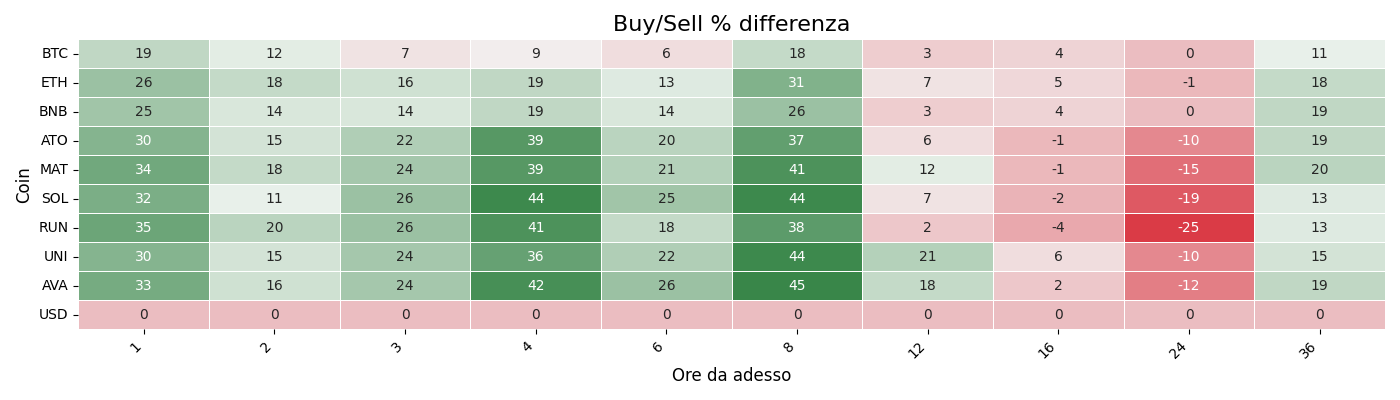 Buy/Sell % differenza
Coin
BTC 19 12 7 9 6 18 3 4 0 11
ETH 26 18 16 19 13 31 7 5 -1 18
BNB 25 14 14 19 14 26 3 4 0 19
ATO 30 15 22 39 20 37 6 -1 -10 19
MAT 34 18 24 39 21 41 12 -1 -15 20
SOL 32 11 26 44 25 44 7 -2 -19 13
RUN 35 20 26 41 18 38 2 -4 -25 13
UNI 30 15 24 36 22 44 21 6 -10 15
AVA 33 16 24 42 26 45 18 2 -12 19
USD 0 0 0 0 0 0 0 0 0 0
1 2 3 4 6 8 12 16 24 36
Ore da adesso